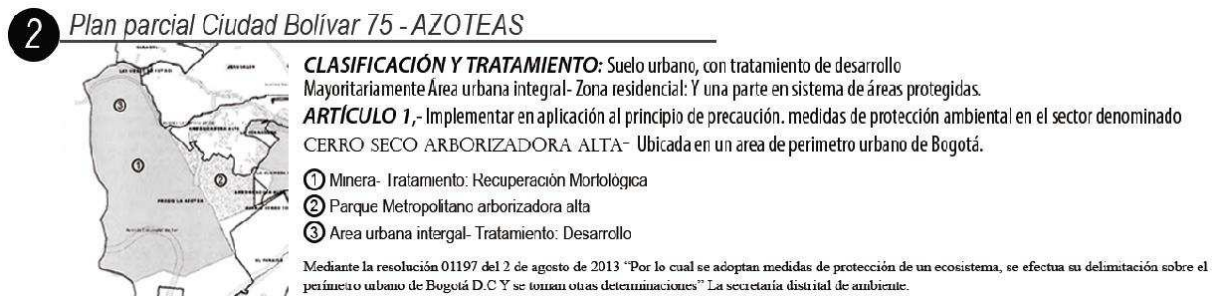 2 Plan parcial Ciudad Bolívar 75 - AZOTEAS
CLASIFICACIÓN Y TRATAMIENTO: Suelo urbano, con tratamiento de desarrollo
Mayoritariamente Área urbana integral- Zona residencial: Y una parte en sistema de áreas protegidas.
ARTÍCULO 1,- Implementar en aplicación al principio de precaución. medidas de protección ambiental en el sector denominado
CERRO SECO ARBORIZADORA ALTA- Ubicada en un area de perimetro urbano de Bogotá.
1 Minera- Tratamiento: Recuperación Morfológica
2 Parque Metropolitano arborizadora alta
3 Area urbana intergal- Tratamiento: Desarrollo
Mediante la resolución 01197 del 2 de agosto de 2013 “Por lo cual se adoptan medidas de protección de un ecosistema, se efectua su delimitación sobre el
perímetro urbano de Bogotá D.C Y se toman otras determinaciones” La secretaría distrital de ambiente.
3
1
2